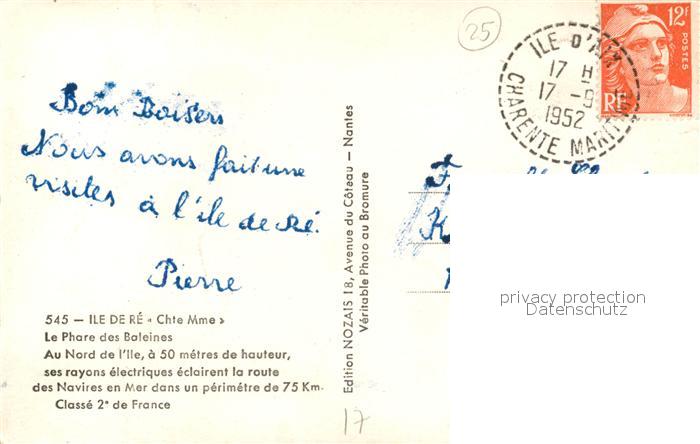 25
ILE D'AIX
17 H
17 -9
1952
CHARENTE MARITIME
12F
POSTES
RF
Bons Baisers
Nous avons fait une
visites à l'ile de Ré.
Pierre
545 — ILE DE RÉ « Chte Mme »
Le Phare des Baleines
Au Nord de l'Ile, à 50 métres de hauteur,
ses rayons électriques éclairent la route
des Navires en Mer dans un périmétre de 75 Km.
Classé 2e de France
Edition NOZAIS 18, Avenue du Côteau — Nantes
Véritable Photo au Bromure
17
privacy protection
Datenschutz